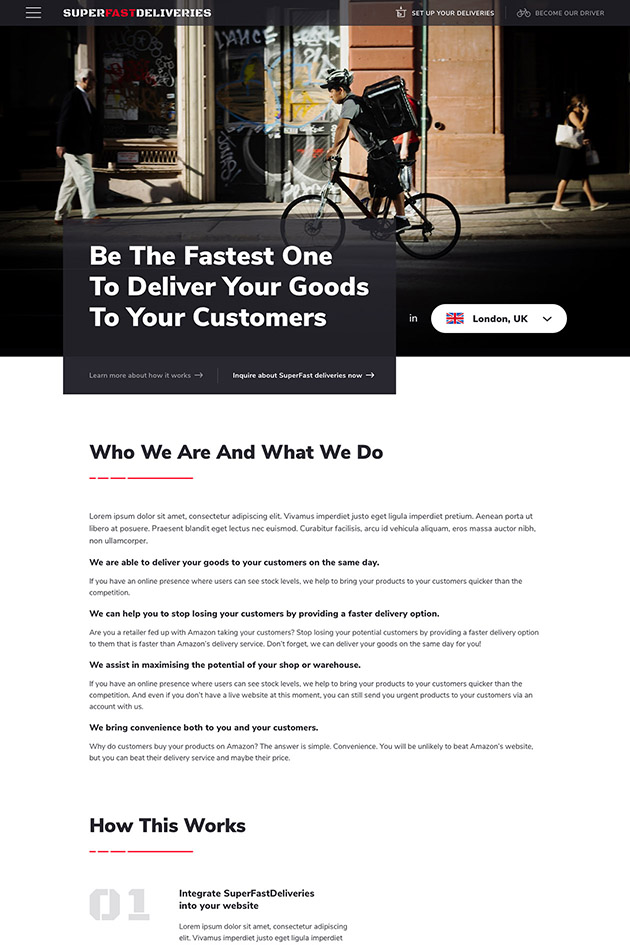 SUPERFASTDELIVERIES
SET UP YOUR DELIVERIES
BECOME OUR DRIVER
Be The Fastest One
To Deliver Your Goods
To Your Customers
in
London, UK
Learn more about how it works
Inquire about SuperFast deliveries now
Who We Are And What We Do
Lorem ipsum dolor sit amet, consectetur adipiscing elit. Vivamus imperdiet justo eget ligula imperdiet pretium. Aenean porta ut
libero at posuere. Praesent blandit eget lectus nec euismod. Curabitur facilisis, arcu id vehicula aliquam, eros massa auctor nibh,
non ullamcorper.
We are able to deliver your goods to your customers on the same day.
If you have an online presence where users can see stock levels, we help to bring your products to your customers quicker than the
competition.
We can help you to stop losing your customers by providing a faster delivery option.
Are you a retailer fed up with Amazon taking your customers? Stop losing your potential customers by providing a faster delivery option
to them that is faster than Amazon's delivery service. Don't forget, we can deliver your goods on the same day for you!
We assist in maximising the potential of your shop or warehouse.
If you have an online presence where users can see stock levels, we help to bring your products to your customers quicker than the
competition. And even if you don't have a live website at this moment, you can still send you urgent products to your customers via an
account with us.
We bring convenience both to you and your customers.
Why do customers buy your products on Amazon? The answer is simple. Convenience. You will be unlikely to beat Amazon's website,
but you can beat their delivery service and maybe their price.
How This Works
01
Integrate SuperFastDeliveries
into your website
Lorem ipsum dolor sit amet, consectetur adipiscing
elit. Vivamus imperdiet justo eget ligula imperdiet